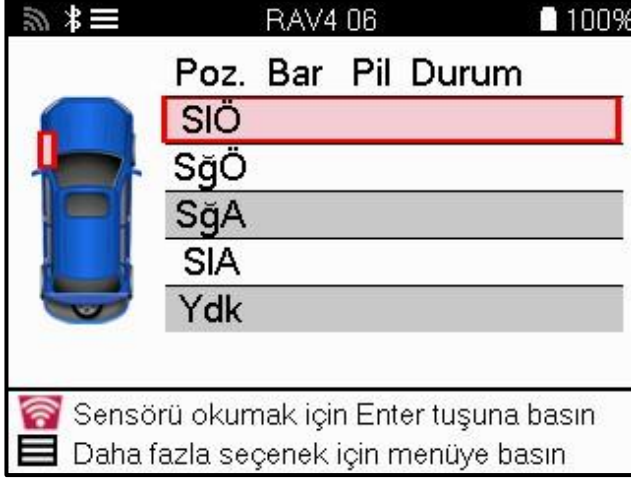 RAV4 06 100%
Poz. Bar Pil Durum
SlÖ
SğÖ
SğA
SlA
Ydk
Sensörü okumak için Enter tuşuna basın
Daha fazla seçenek için menüye basın